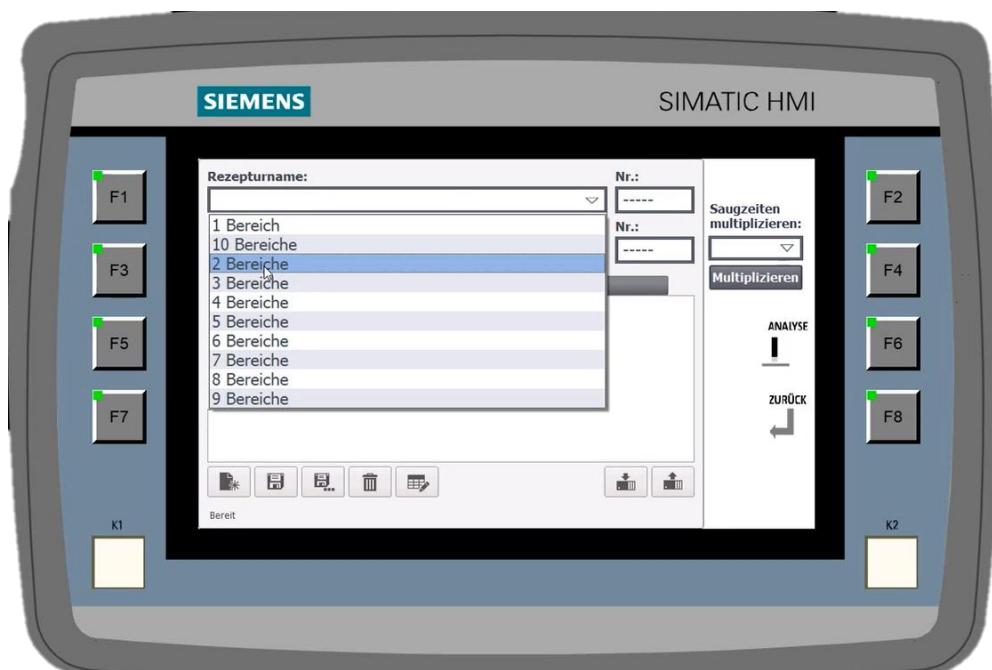 SIEMENS
SIMATIC HMI
F1
F3
F5
F7
K1
Rezepturname:
Nr.:
-----
1 Bereich
10 Bereiche
2 Bereiche
3 Bereiche
4 Bereiche
5 Bereiche
6 Bereiche
7 Bereiche
8 Bereiche
9 Bereiche
Nr.:
-----
Bereit
Saugzeiten
multiplizieren:
Multiplizieren
ANALYSE
ZURÜCK
F2
F4
F6
F8
K2